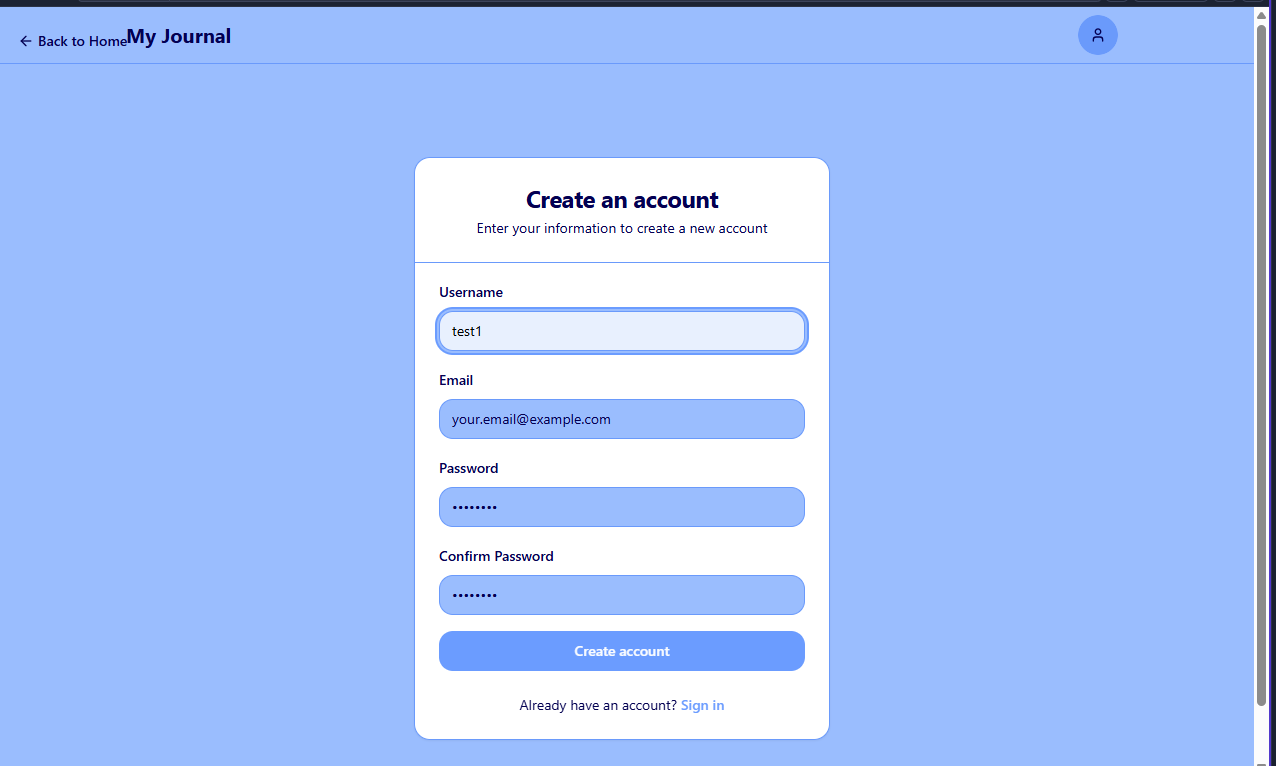 ← Back to Home
My Journal
Create an account
Enter your information to create a new account
Username
test1
Email
your.email@example.com
Password
••••••••
Confirm Password
••••••••
Create account
Already have an account? Sign in